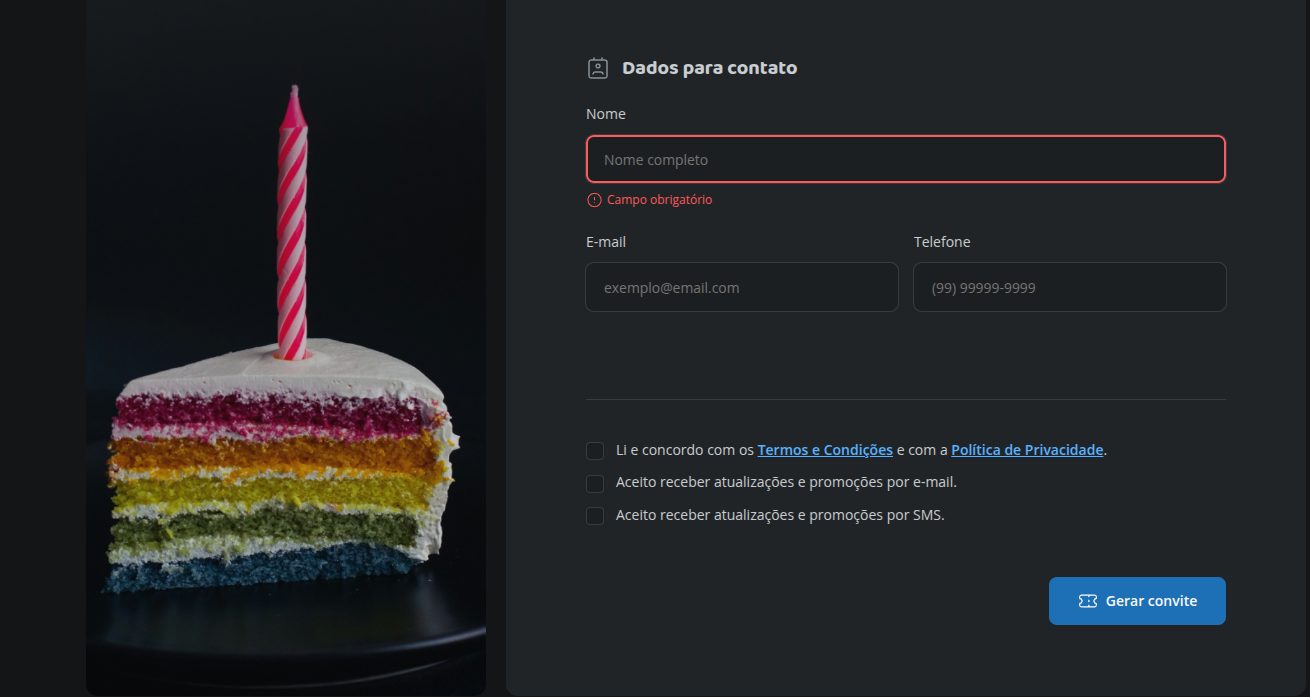 Dados para contato
Nome
Nome completo
Campo obrigatório
E-mail
Telefone
exemplo@email.com
(99) 99999-9999
Li e concordo com os Termos e Condições e com a Política de Privacidade.
Aceito receber atualizações e promoções por e-mail.
Aceito receber atualizações e promoções por SMS.
Gerar convite